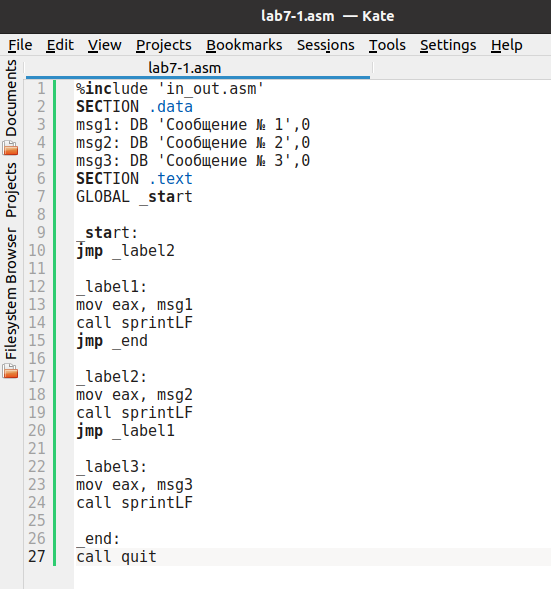 lab7-1.asm — Kate
File Edit View Projects Bookmarks Sessions Tools Settings Help
Documents
Projects
Filesystem Browser
lab7-1.asm
1 %include 'in_out.asm'
2 SECTION .data
3 msg1: DB 'Сообщение № 1',0
4 msg2: DB 'Сообщение № 2',0
5 msg3: DB 'Сообщение № 3',0
6 SECTION .text
7 GLOBAL _start
8
9 _start:
10 jmp _label2
11
12 _label1:
13 mov eax, msg1
14 call sprintLF
15 jmp _end
16
17 _label2:
18 mov eax, msg2
19 call sprintLF
20 jmp _label1
21
22 _label3:
23 mov eax, msg3
24 call sprintLF
25
26 _end:
27 call quit